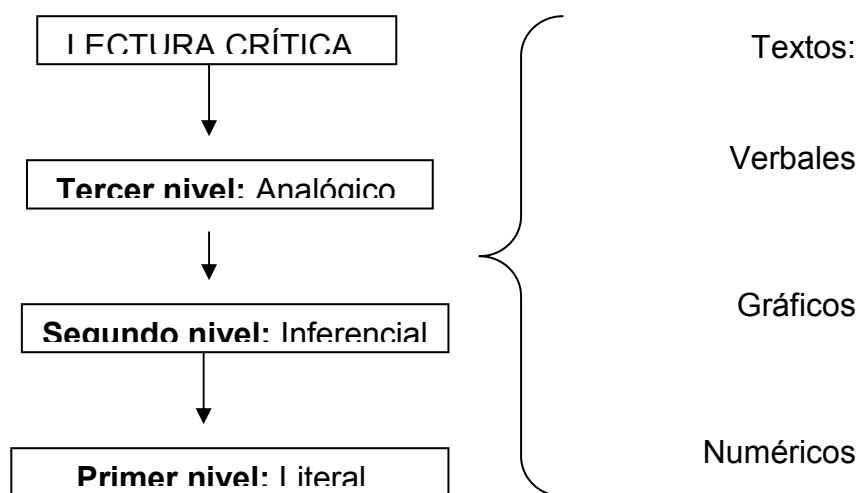 LECTURA CRÍTICA
Tercer nivel: Analógico
Segundo nivel: Inferencial
Primer nivel: Literal
Textos:
Verbales
Gráficos
Numéricos